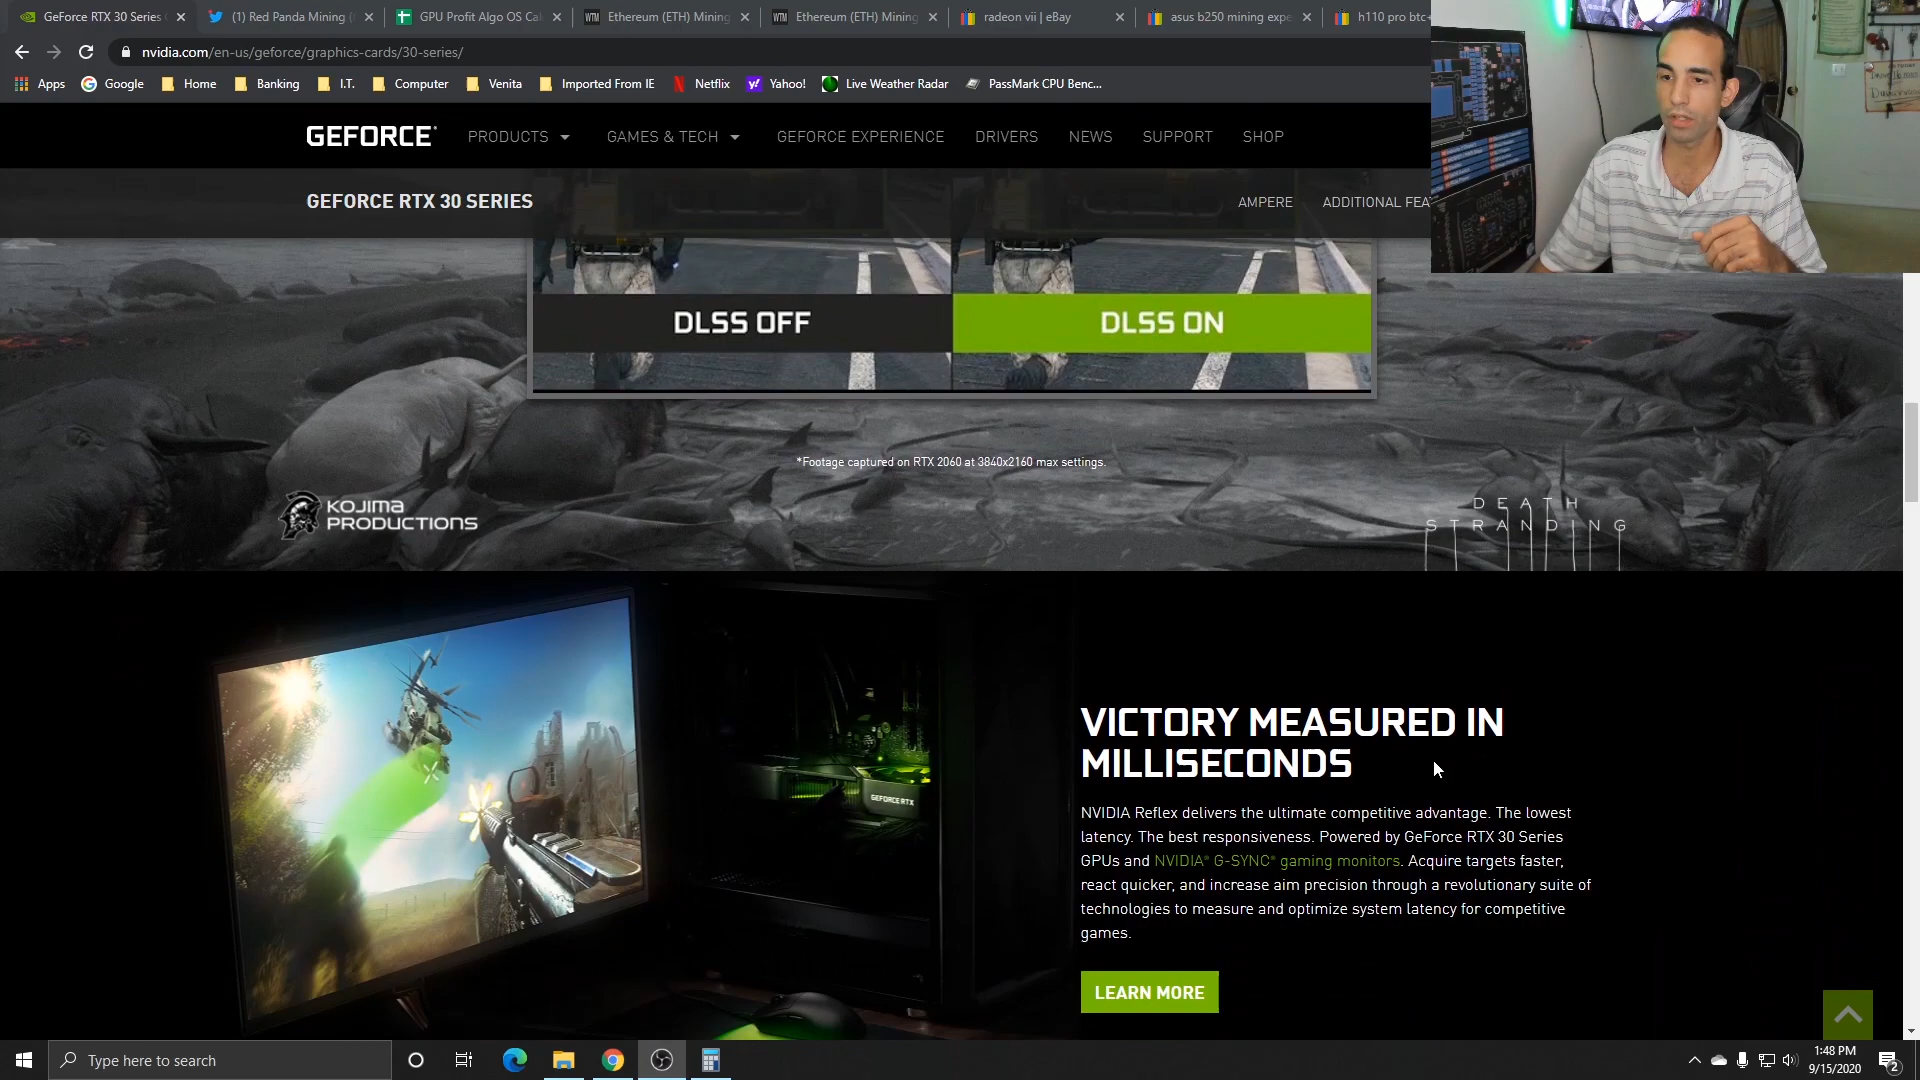 GeForce RTX 30 Series
(1) Red Panda Mining
GPU Profit Algo OS Cal
WTM
Ethereum (ETH) Mining
WTM
Ethereum (ETH) Mining
radeon vii | eBay
asus b250 mining expe
h110 pro btc+
nvidia.com/en-us/geforce/graphics-cards/30-series/
Apps
Google
Home
Banking
I.T.
Computer
Venita
Imported From IE
Netflix
Yahoo!
Live Weather Radar
PassMark CPU Benc...
GEFORCE
PRODUCTS
GAMES & TECH
GEFORCE EXPERIENCE
DRIVERS
NEWS
SUPPORT
SHOP
GEFORCE RTX 30 SERIES
AMPERE
ADDITIONAL FEA
DLSS OFF
DLSS ON
*Footage captured on RTX 2060 at 3840x2160 max settings.
KOJIMA
PRODUCTIONS
DEATH
STRANDING
GEFORCE RTX
VICTORY MEASURED IN
MILLISECONDS
NVIDIA Reflex delivers the ultimate competitive advantage. The lowest
latency. The best responsiveness. Powered by GeForce RTX 30 Series
GPUs and NVIDIA® G-SYNC® gaming monitors. Acquire targets faster,
react quicker, and increase aim precision through a revolutionary suite of
technologies to measure and optimize system latency for competitive
games.
LEARN MORE
Type here to search
1:48 PM
9/15/2020
2